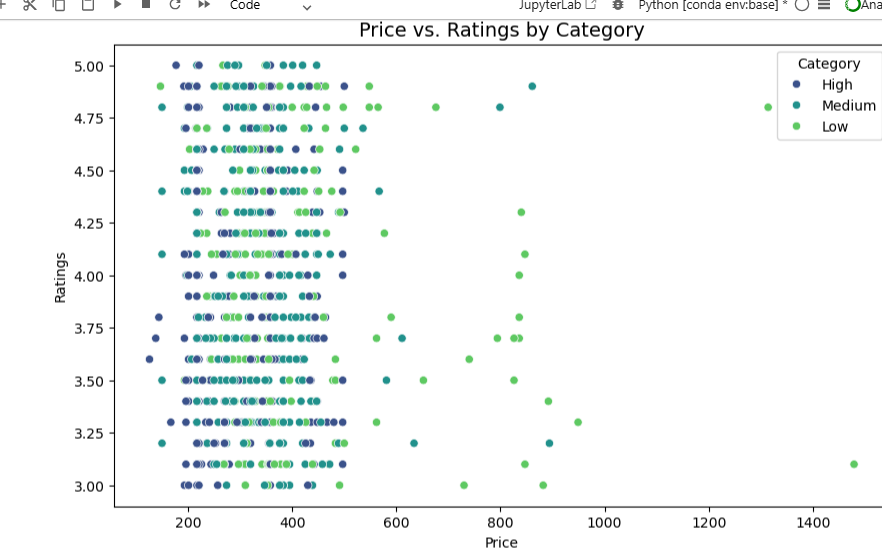 Code JupyterLab Python [conda env:base] * Ana
Price vs. Ratings by Category
Category
High
Medium
Low
5.00
4.75
4.50
4.25
4.00
3.75
3.50
3.25
3.00
Ratings
200 400 600 800 1000 1200 1400
Price